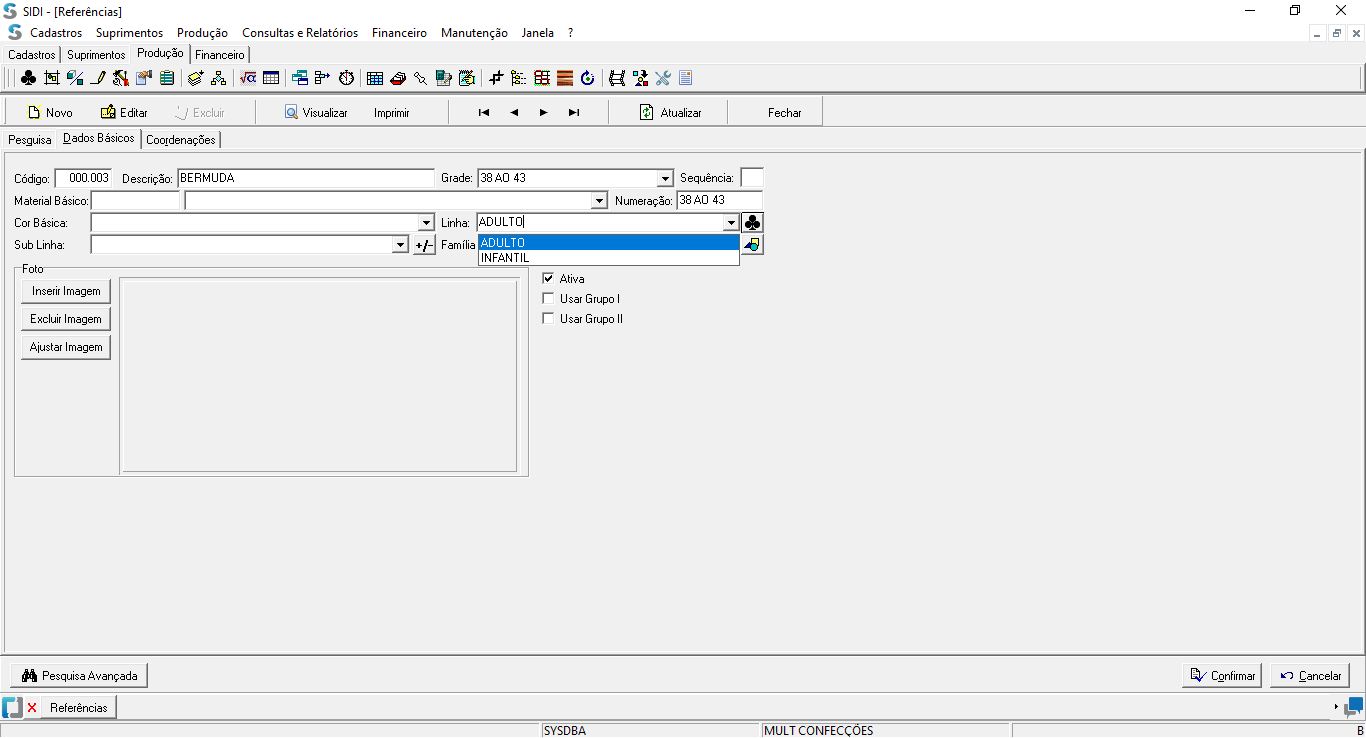 SIDI - [Referências]
Cadastros Suprimentos Produção Consultas e Relatórios Financeiro Manutenção Janela ?
Cadastros Suprimentos Produção Financeiro
Novo Editar Excluir Visualizar Imprimir Atualizar Fechar
Pesquisa Dados Básicos Coordenações
Código: 000.003 Descrição: BERMUDA Grade: 38 AO 43 Sequência:
Material Básico: Numeração: 38 AO 43
Cor Básica: Linha: ADULTO
Sub Linha: +/- Família ADULTO
INFANTIL
Foto
Inserir Imagem
Excluir Imagem
Ajustar Imagem
Ativa
Usar Grupo I
Usar Grupo II
Pesquisa Avançada Confirmar Cancelar
Referências
SYSDBA MULT CONFECÇÕES B